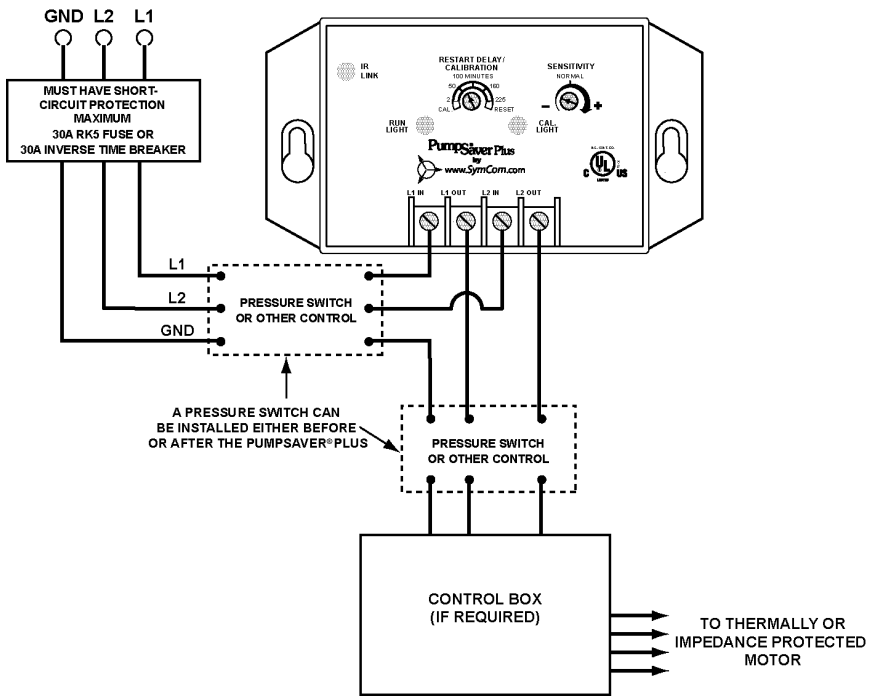 GND L2 L1
MUST HAVE SHORT-
CIRCUIT PROTECTION
MAXIMUM
30A RK5 FUSE OR
30A INVERSE TIME BREAKER
IR
LINK
RESTART DELAY/
CALIBRATION
100 MINUTES
50 180
2 225
CAL RESET
SENSITIVITY
NORMAL
- +
RUN
LIGHT
CAL.
LIGHT
PumpSaver Plus
by
www.SymCom.com
C UL US
LISTED
L1 IN L1 OUT L2 IN L2 OUT
L1
L2
GND
PRESSURE SWITCH
OR OTHER CONTROL
A PRESSURE SWITCH CAN
BE INSTALLED EITHER BEFORE
OR AFTER THE PUMPSAVER®PLUS
PRESSURE SWITCH
OR OTHER CONTROL
CONTROL BOX
(IF REQUIRED)
TO THERMALLY OR
IMPEDANCE PROTECTED
MOTOR